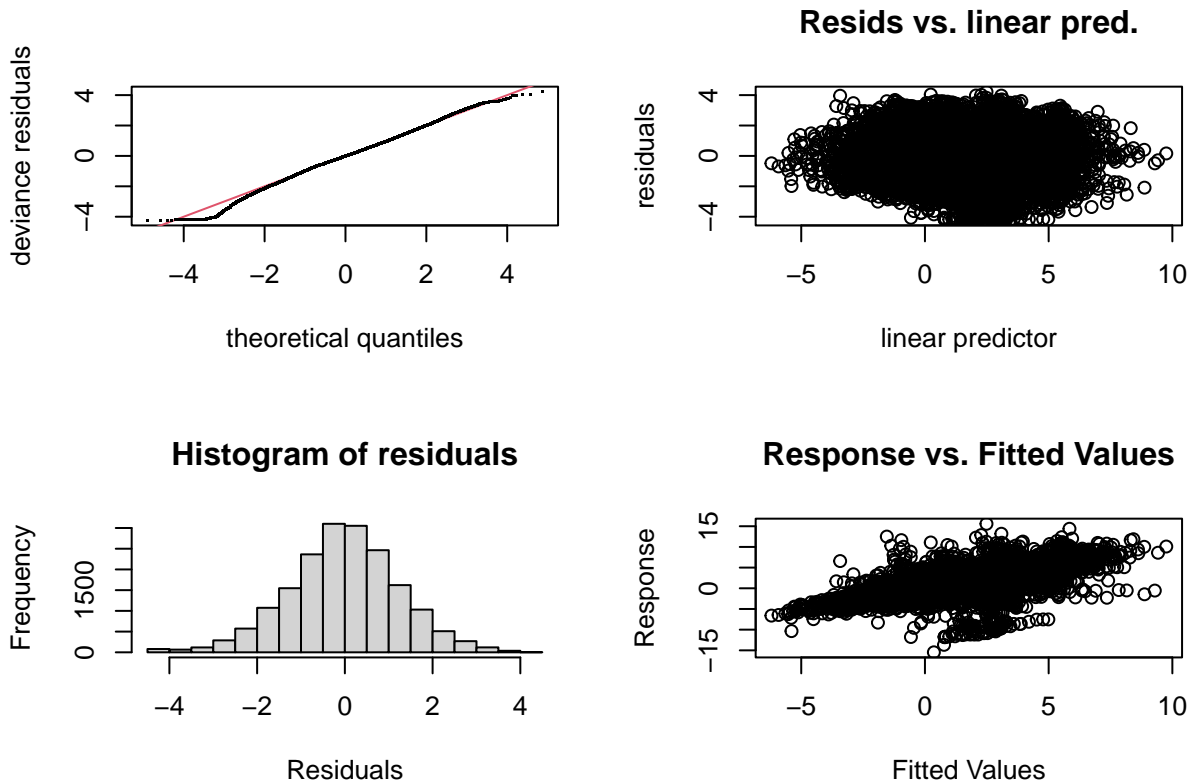 deviance residuals
4
0
−4
−4
−2
0
2
4
theoretical quantiles
Resids vs. linear pred.
residuals
4
0
−4
−5
0
5
10
linear predictor
Histogram of residuals
Frequency
1500
0
−4
−2
0
2
4
Residuals
Response vs. Fitted Values
Response
15
0
−15
−5
0
5
10
Fitted Values